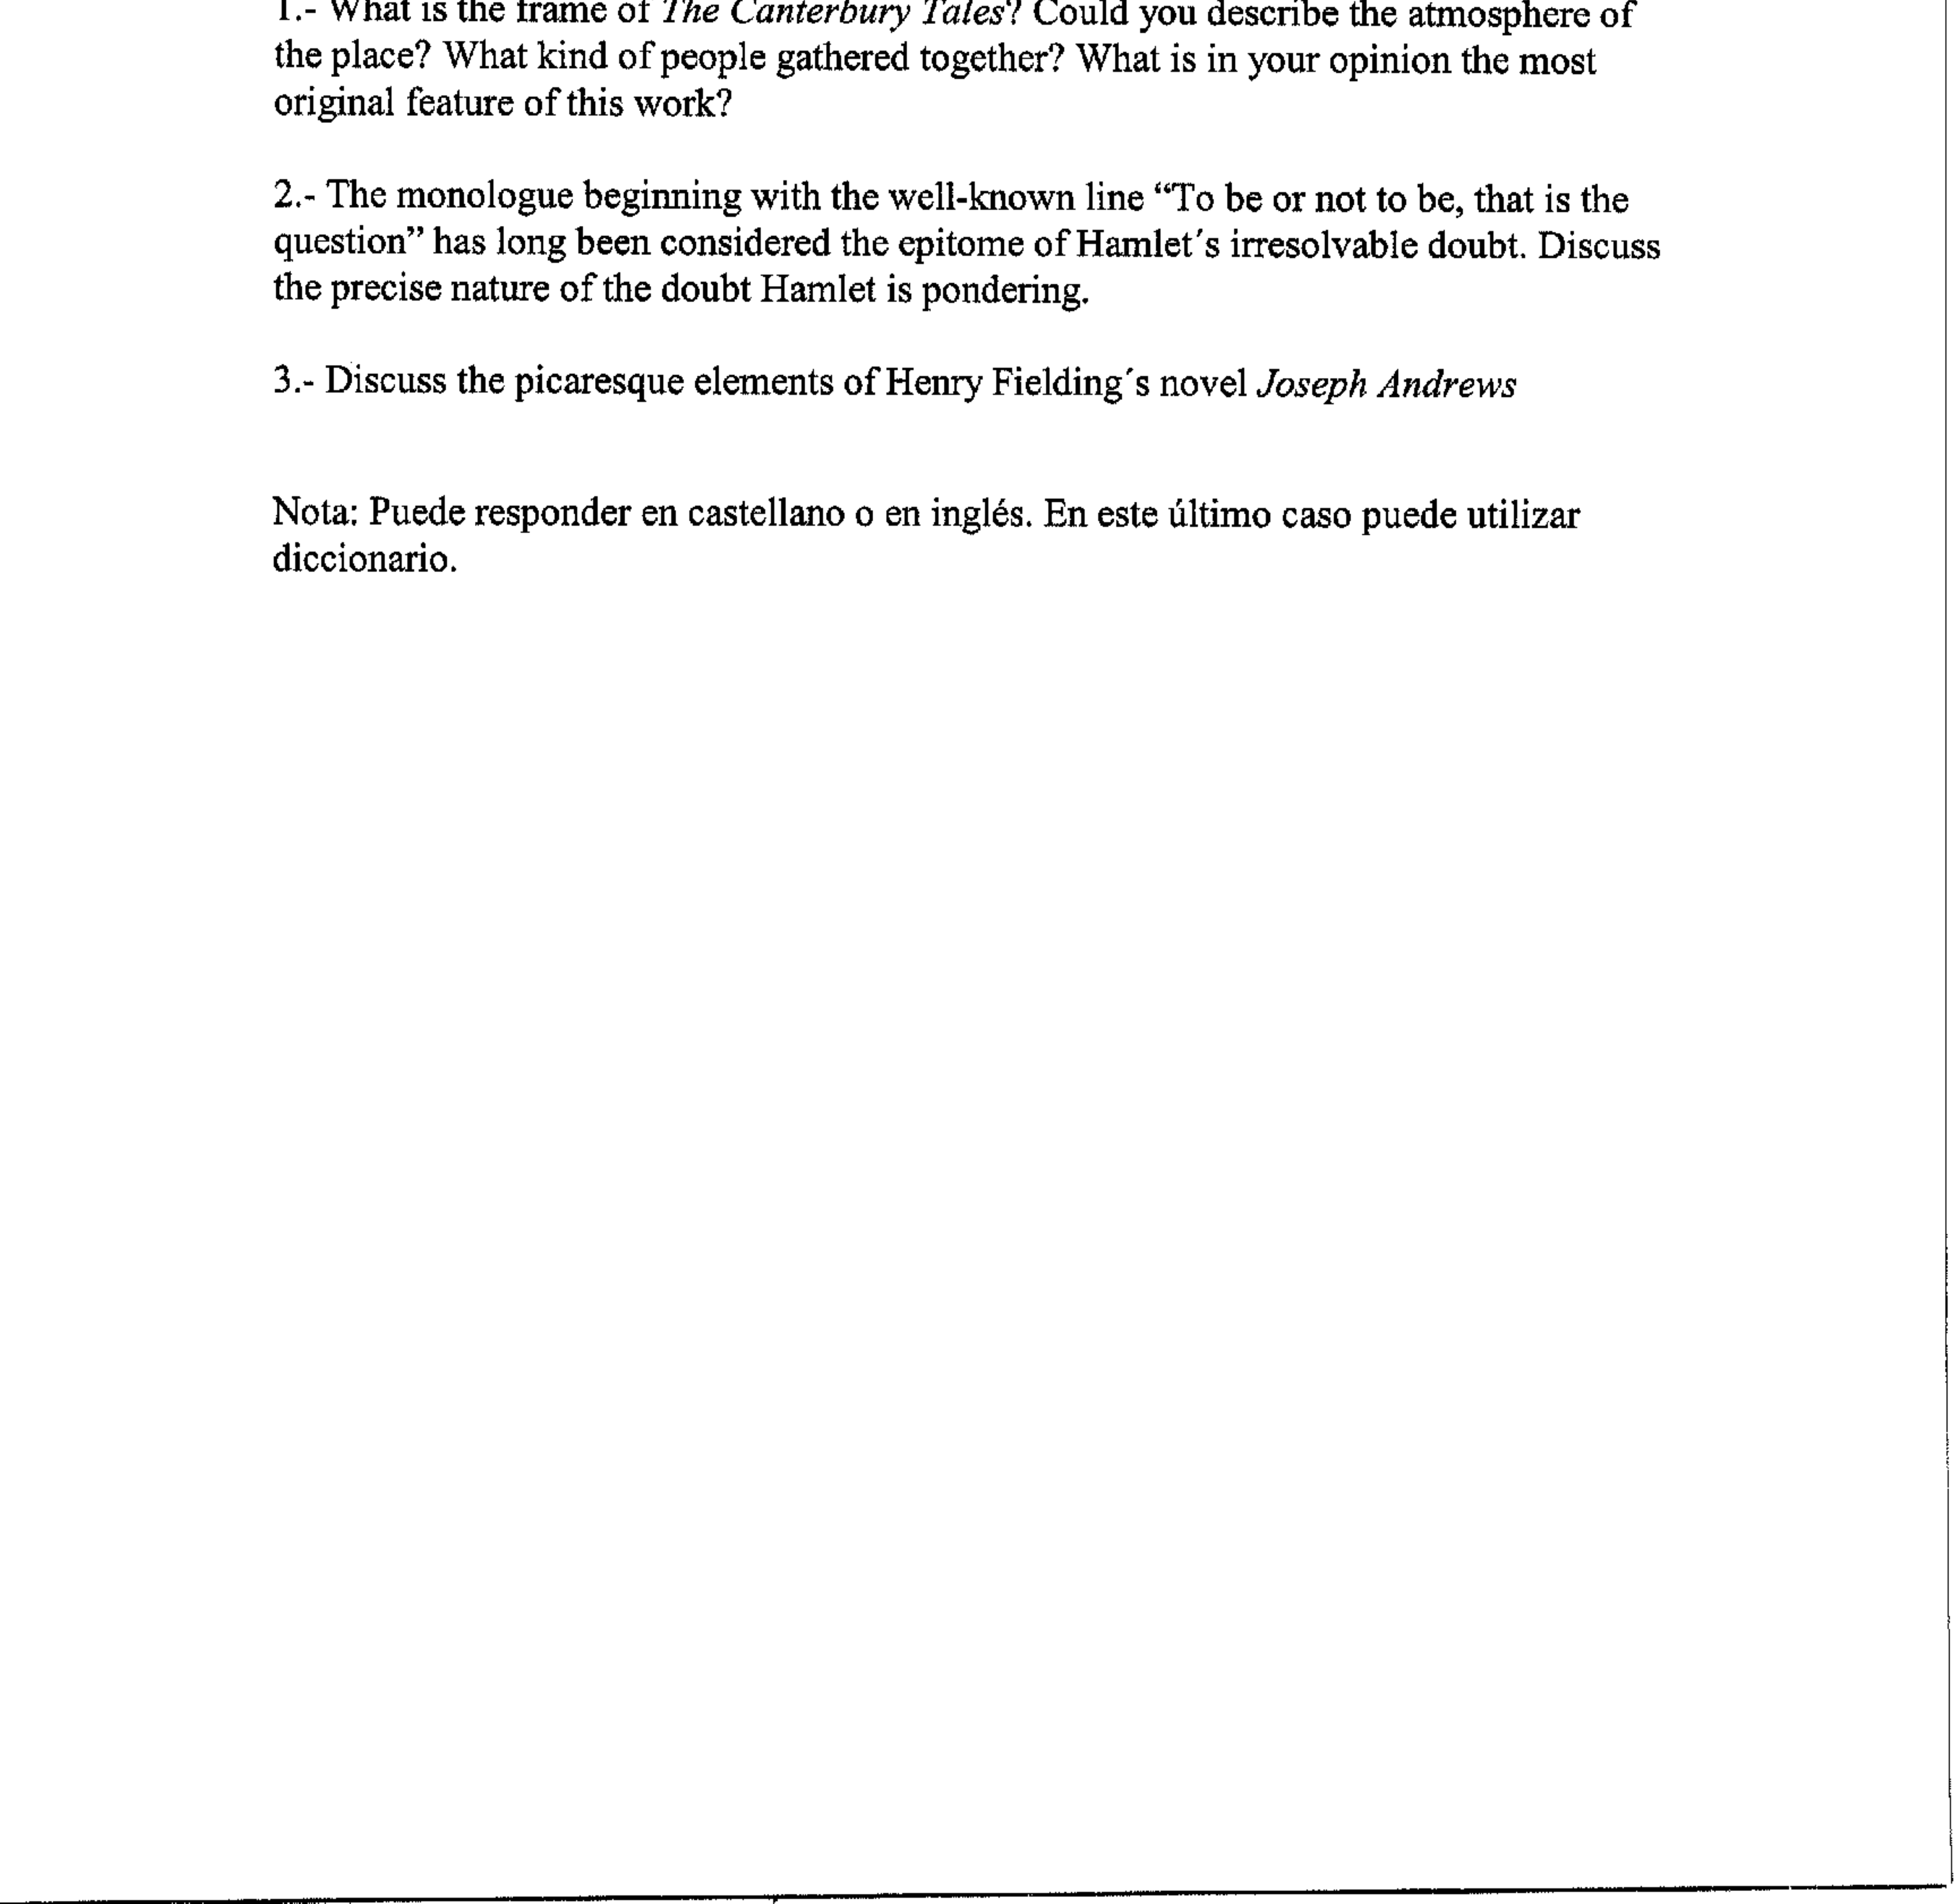 1.- What is the frame of The Canterbury Tales? Could you describe the atmosphere of
the place? What kind of people gathered together? What is in your opinion the most
original feature of this work?
2.- The monologue beginning with the well-known line “To be or not to be, that is the
question” has long been considered the epitome of Hamlet´s irresolvable doubt. Discuss
the precise nature of the doubt Hamlet is pondering.
3.- Discuss the picaresque elements of Henry Fielding´s novel Joseph Andrews
Nota: Puede responder en castellano o en inglés. En este último caso puede utilizar
diccionario.